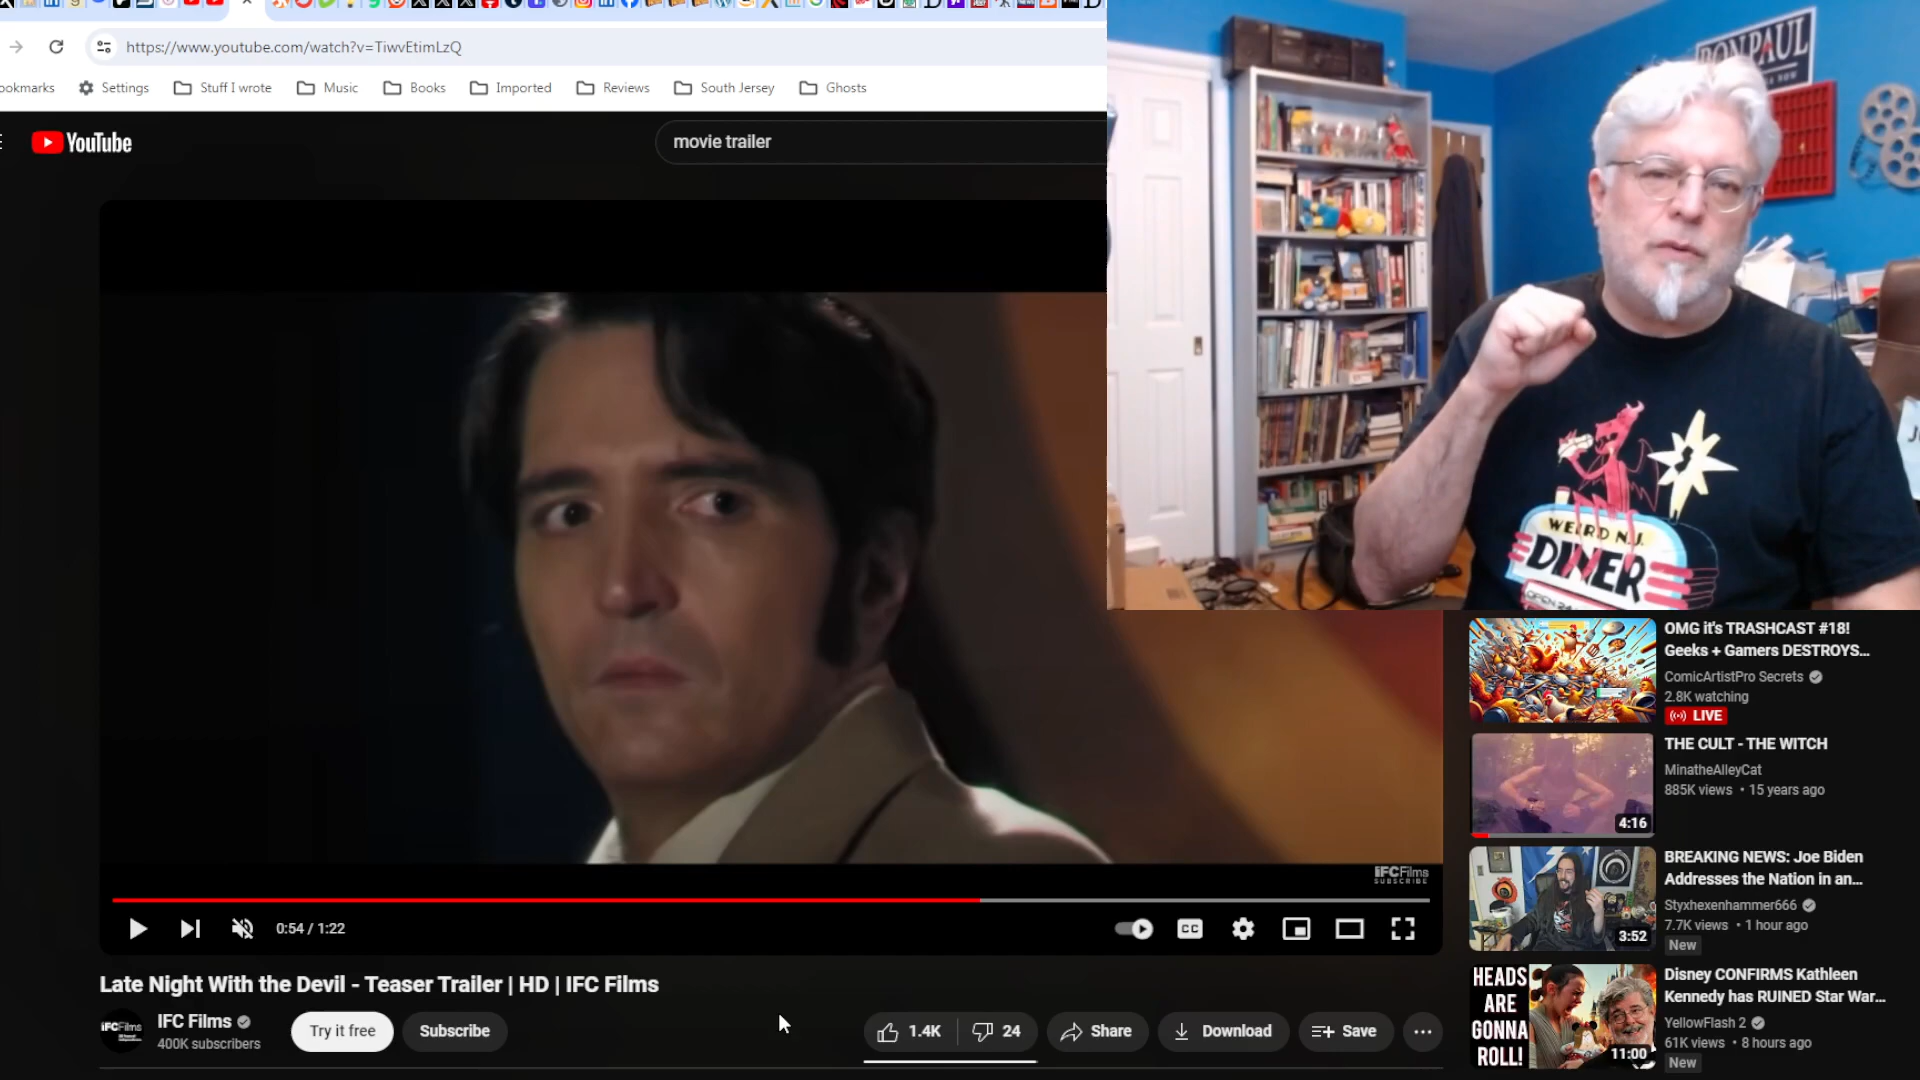 https://www.youtube.com/watch?v=TiwvEtimLzQ
ookmarks
Settings
Stuff I wrote
Music
Books
Imported
Reviews
South Jersey
Ghosts
YouTube
movie trailer
RON PAUL
WEIRD N.J.
DINER
IFC Films
SUBSCRIBE
0:54 / 1:22
CC
Late Night With the Devil - Teaser Trailer | HD | IFC Films
IFC Films
IFC Films
400K subscribers
Try it free
Subscribe
1.4K
24
Share
Download
Save
OMG it's TRASHCAST #18!
Geeks + Gamers DESTROYS...
ComicArtistPro Secrets
2.8K watching
LIVE
THE CULT - THE WITCH
MinatheAlleyCat
885K views • 15 years ago
4:16
BREAKING NEWS: Joe Biden
Addresses the Nation in an...
Styxhexenhammer666
7.7K views • 1 hour ago
New
3:52
HEADS
ARE
GONNA
ROLL!
11:00
Disney CONFIRMS Kathleen
Kennedy has RUINED Star War...
YellowFlash 2
61K views • 8 hours ago
New